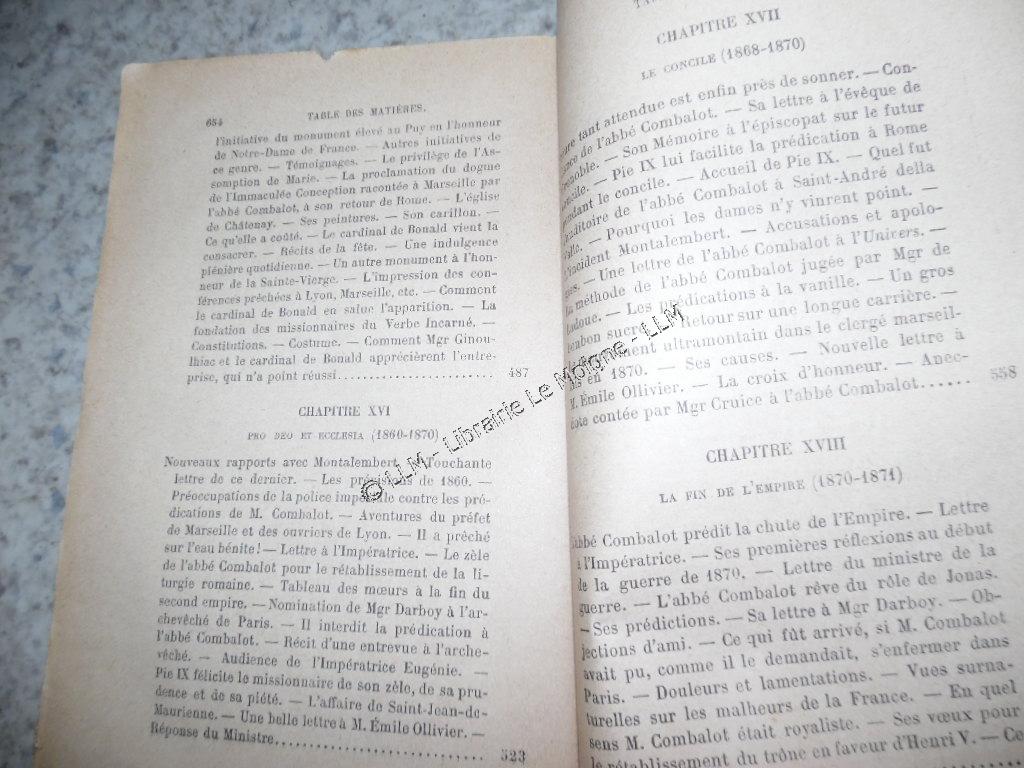 654 TABLE DES MATIÈRES.
l'initiative du monument élevé au Puy en l'honneur
de Notre-Dame de France. — Autres initiatives de
ce genre. — Témoignages. — Le privilège de l'As-
somption de Marie. — La proclamation du dogme
de l'Immaculée Conception racontée à Marseille par
l'abbé Combalot, à son retour de Rome. — L'église
de Châtenay. — Ses peintures. — Son carillon. —
Ce qu'elle a coûté. — Le cardinal de Bonald vient la
consacrer. — Récits de la fête. — Une indulgence
plénière quotidienne. — Un autre monument à l'hon-
neur de la Sainte-Vierge. — L'impression des con-
férences prêchées à Lyon, Marseille, etc. — Comment
le cardinal de Bonald en salue l'apparition. — La
fondation des missionnaires du Verbe Incarné. —
Constitutions. — Costume. — Comment Mgr Ginou-
lhiac et le cardinal de Bonald apprécièrent l'entre-
prise, qui n'a point réussi........................ 487
CHAPITRE XVI
PRO DEO ET ECCLESIA (1860-1870)
Nouveaux rapports avec Montalembert. — Touchante
lettre de ce dernier. — Les prévisions de 1860. —
Préoccupations de la police impériale contre les pré-
dications de M. Combalot. — Aventures du préfet
de Marseille et des ouvriers de Lyon. — Il a prêché
sur l'eau bénite! — Lettre à l'Impératrice. — Le zèle
de l'abbé Combalot pour le rétablissement de la li-
turgie romaine. — Tableau des mœurs à la fin du
second empire. — Nomination de Mgr Darboy à l'ar-
chevêché de Paris. — Il interdit la prédication à
l'abbé Combalot. — Récit d'une entrevue à l'arche-
vêché. — Audience de l'Impératrice Eugénie. —
Pie IX félicite le missionnaire de son zèle, de sa pru-
dence et de sa piété. — L'affaire de Saint-Jean-de-
Maurienne. — Une belle lettre à M. Émile Ollivier. —
Réponse du Ministre.............................. 523
CHAPITRE XVII
LE CONCILE (1868-1870)
tant attendue est enfin près de sonner. — Con-
de l'abbé Combalot. — Sa lettre à l'évêque de
Grenoble. — Son Mémoire à l'épiscopat sur le futur
concile. — Pie IX lui facilite la prédication à Rome
pendant le concile. — Accueil de Pie IX. — Quel fut
l'auditoire de l'abbé Combalot à Saint-André della
Valle. — Pourquoi les dames n'y vinrent point. —
L'incident Montalembert. — Accusations et apolo-
gies. — Une lettre de l'abbé Combalot à l'Univers. —
La méthode de l'abbé Combalot jugée par Mgr de
Ladoue. — Les prédications à la vanille. — Un gros
bonbon sucré. — Retour sur une longue carrière. —
ultramontain dans le clergé marseil-
lais en 1870. — Ses causes. — Nouvelle lettre à
M. Émile Ollivier. — La croix d'honneur. — Anec-
dote contée par Mgr Cruice à l'abbé Combalot...... 558
CHAPITRE XVIII
LA FIN DE L'EMPIRE (1870-1871)
L'abbé Combalot prédit la chute de l'Empire. — Lettre
à l'Impératrice. — Ses premières réflexions au début
de la guerre de 1870. — Lettre du ministre de la
guerre. — L'abbé Combalot rêve du rôle de Jonas.
— Ses prédictions. — Sa lettre à Mgr Darboy. — Ob-
jections d'ami. — Ce qui fût arrivé, si M. Combalot
avait pu, comme il le demandait, s'enfermer dans
Paris. — Douleurs et lamentations. — Vues surna-
turelles sur les malheurs de la France. — En quel
sens M. Combalot était royaliste. — Ses vœux pour
le rétablissement du trône en faveur d'Henri V. — Ce
© LLM - Librairie Le Moigne - LLM